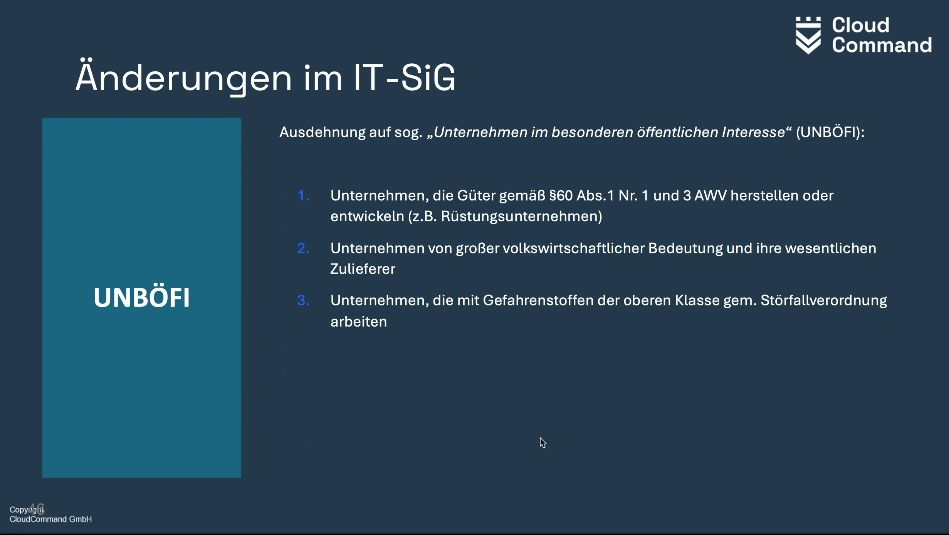 Cloud
Command
Änderungen im IT-SiG
Ausdehnung auf sog. „Unternehmen im besonderen öffentlichen Interesse“ (UNBÖFI):
1. Unternehmen, die Güter gemäß §60 Abs.1 Nr. 1 und 3 AWV herstellen oder
entwickeln (z.B. Rüstungsunternehmen)
2. Unternehmen von großer volkswirtschaftlicher Bedeutung und ihre wesentlichen
Zulieferer
3. Unternehmen, die mit Gefahrenstoffen der oberen Klasse gem. Störfallverordnung
arbeiten
UNBÖFI
Copyright
CloudCommand GmbH